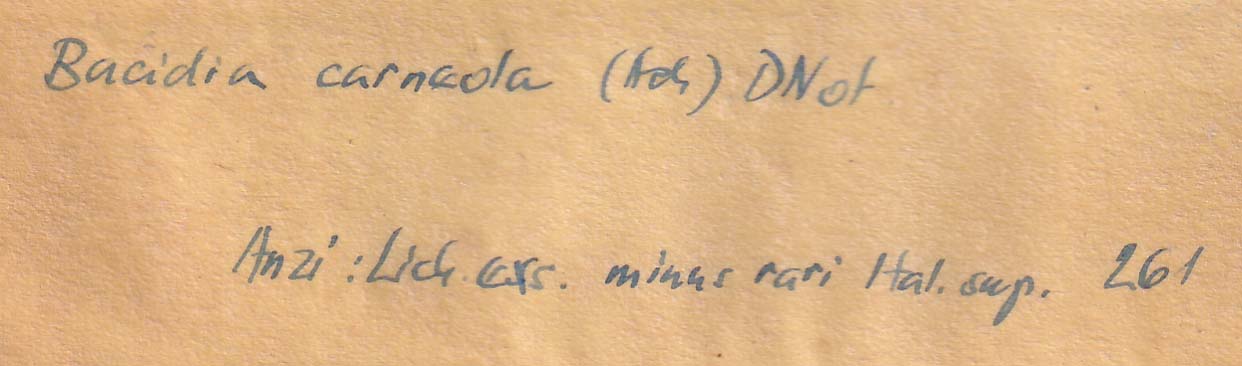 Bacidia carneola (Ach) DNot
Anzi: Lich. exs. minus rari Ital. sup. 261